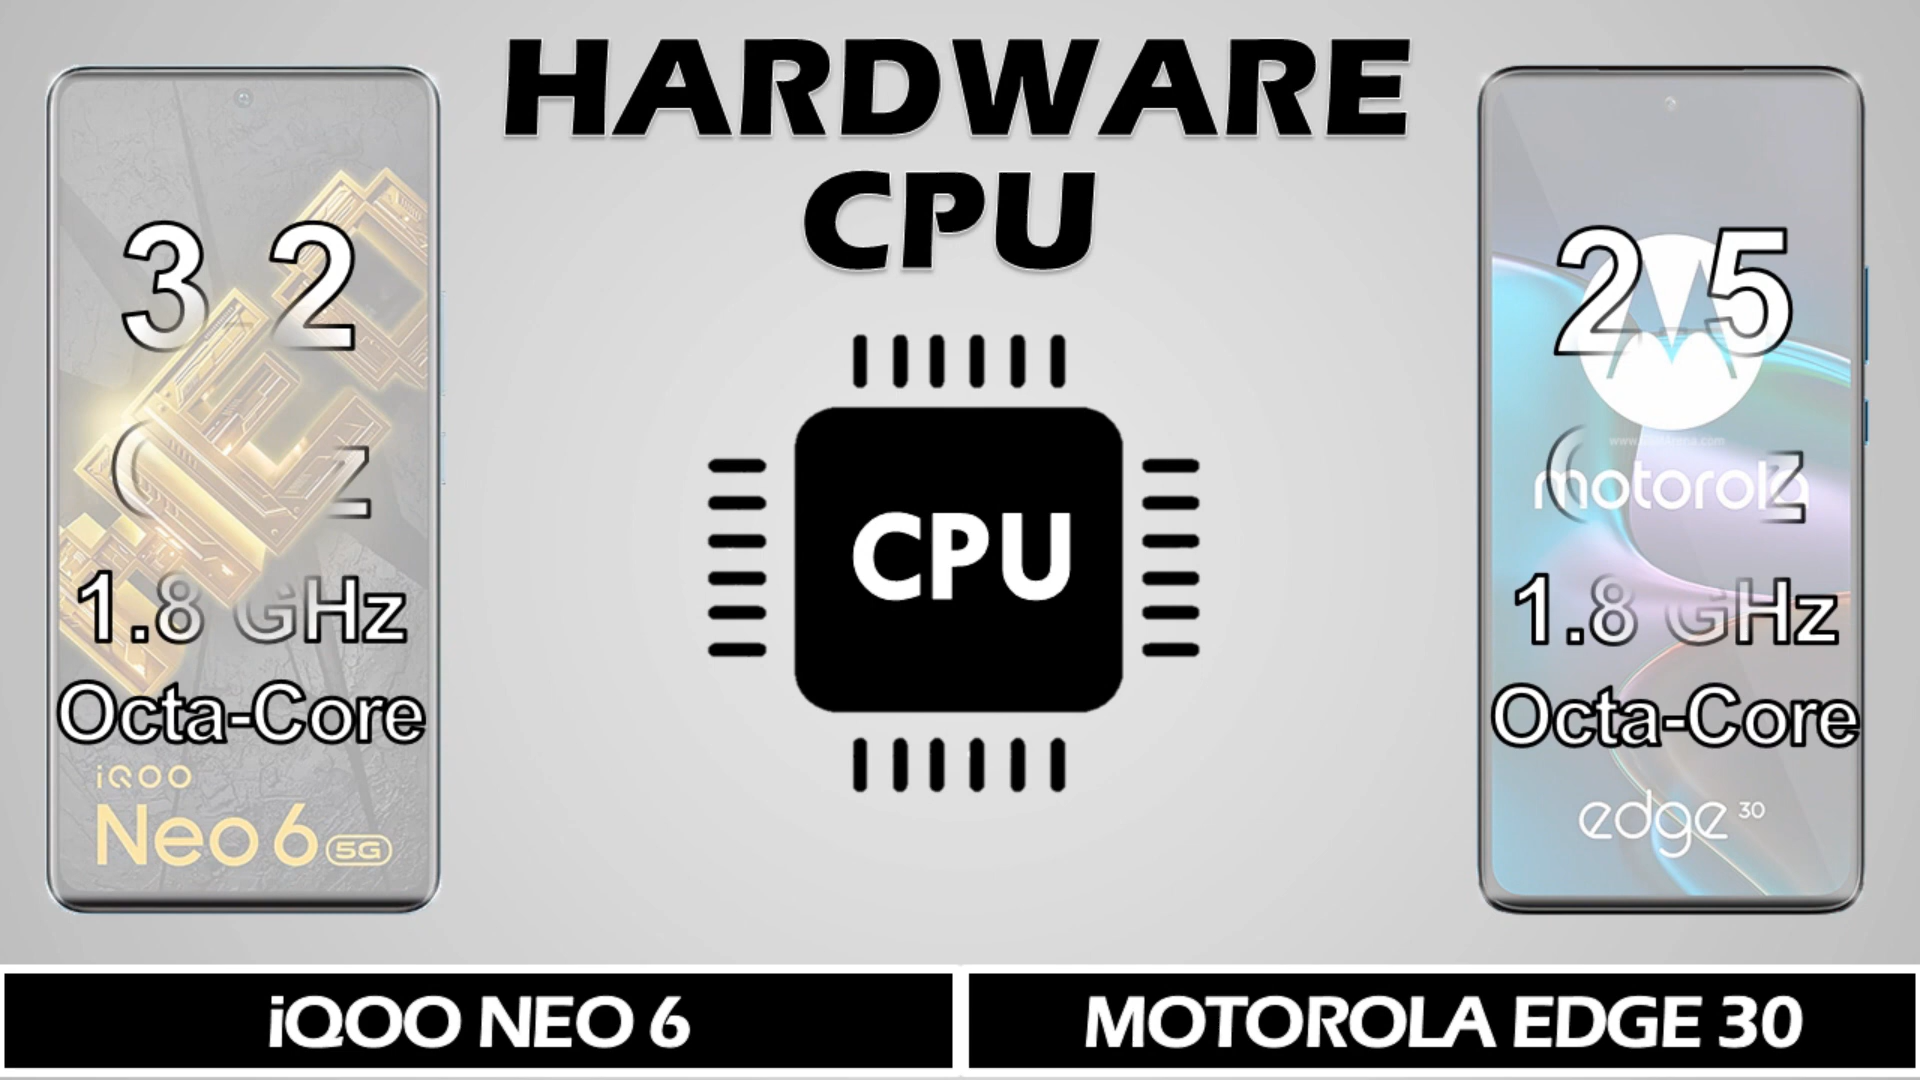 HARDWARE
CPU
3 2
1.8 GHz
Octa-Core
iQOO
Neo 6 5G
CPU
2 5
motorola
1.8 GHz
Octa-Core
edge 30
iQOO NEO 6
MOTOROLA EDGE 30